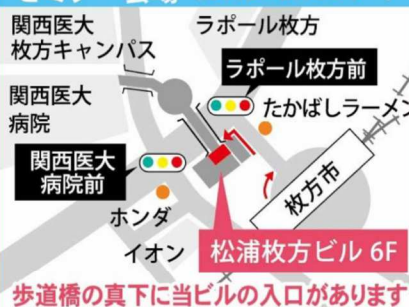 関西医大
枚方キャンパス
ラポール枚方
ラポール枚方前
関西医大
病院
たかばしラーメン
関西医大
病院前
枚方市
ホンダ
イオン
松浦枚方ビル 6F
歩道橋の真下に当ビルの入口があります